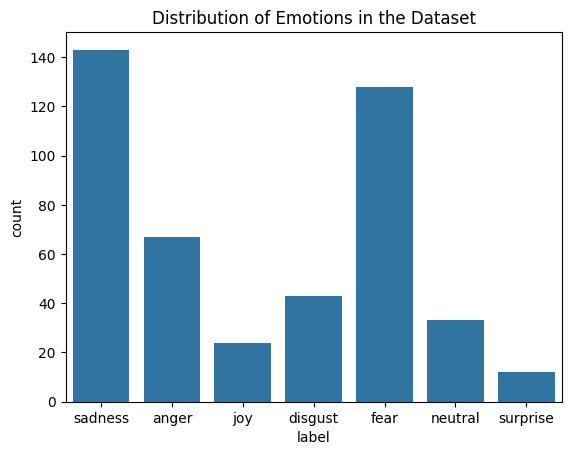 Distribution of Emotions in the Dataset
140
120
100
80
60
40
20
0
count
sadness anger joy disgust fear neutral surprise
label